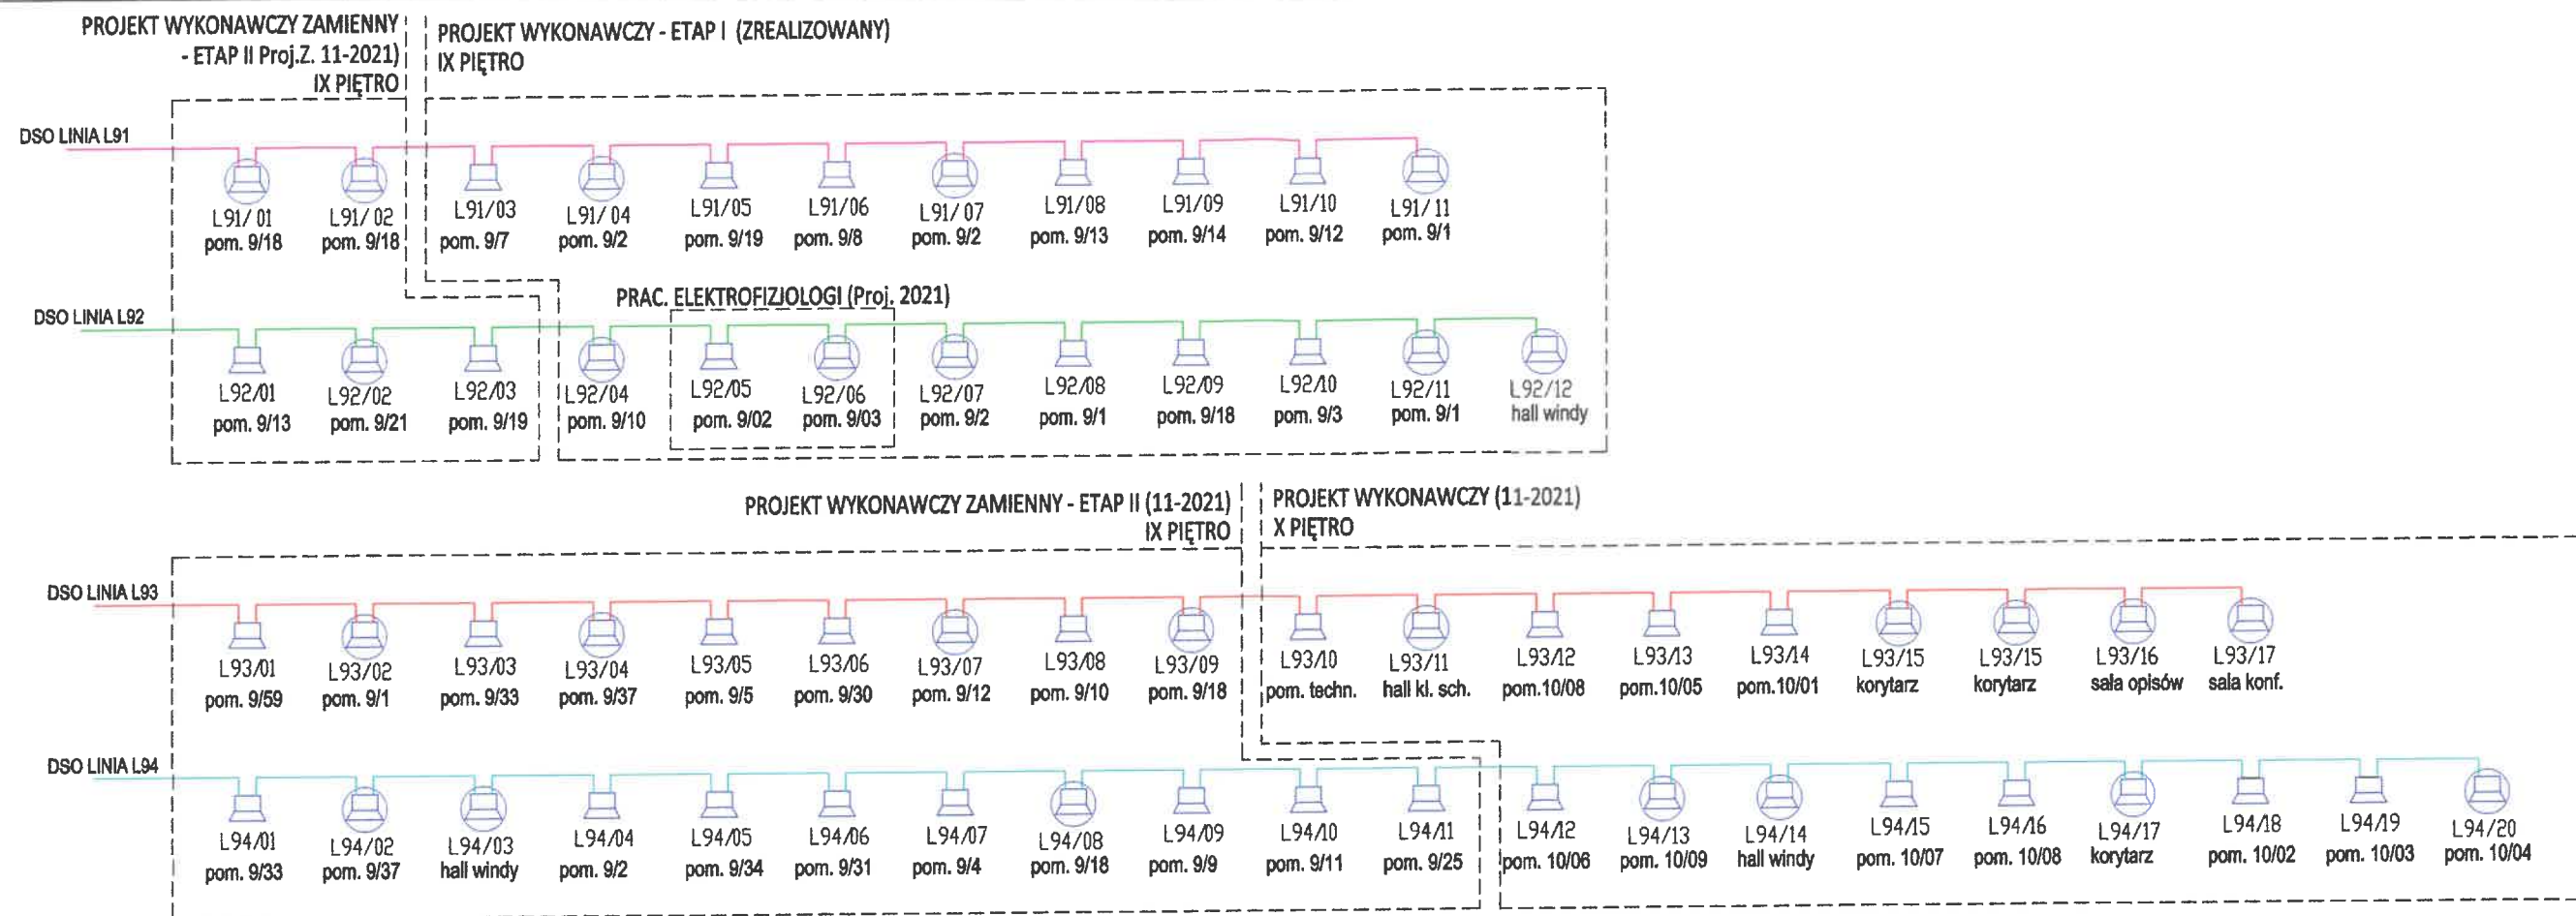 PROJEKT WYKONAWCZY ZAMIENNY
- ETAP II Proj.Z. 11-2021)
IX PIĘTRO
PROJEKT WYKONAWCZY - ETAP I (ZREALIZOWANY)
IX PIĘTRO
DSO LINIA L91
L91/01 L91/02 L91/03 L91/04 L91/05 L91/06 L91/07 L91/08 L91/09 L91/10 L91/11
pom. 9/18 pom. 9/18 pom. 9/7 pom. 9/2 pom. 9/19 pom. 9/8 pom. 9/2 pom. 9/13 pom. 9/14 pom. 9/12 pom. 9/1
PRAC. ELEKTROFIZJOLOGI (Proj. 2021)
DSO LINIA L92
L92/01 L92/02 L92/03 L92/04 L92/05 L92/06 L92/07 L92/08 L92/09 L92/10 L92/11 L92/12
pom. 9/13 pom. 9/21 pom. 9/19 pom. 9/10 pom. 9/02 pom. 9/03 pom. 9/2 pom. 9/1 pom. 9/18 pom. 9/3 pom. 9/1 hall windy
PROJEKT WYKONAWCZY ZAMIENNY - ETAP II (11-2021)
IX PIĘTRO
PROJEKT WYKONAWCZY (11-2021)
X PIĘTRO
DSO LINIA L93
L93/01 L93/02 L93/03 L93/04 L93/05 L93/06 L93/07 L93/08 L93/09 L93/10 L93/11 L93/12 L93/13 L93/14 L93/15 L93/15 L93/16 L93/17
pom. 9/59 pom. 9/1 pom. 9/33 pom. 9/37 pom. 9/5 pom. 9/30 pom. 9/12 pom. 9/10 pom. 9/18 pom. techn. hall kl. sch. pom.10/08 pom.10/05 pom.10/01 korytarz korytarz sala opisów sala konf.
DSO LINIA L94
L94/01 L94/02 L94/03 L94/04 L94/05 L94/06 L94/07 L94/08 L94/09 L94/10 L94/11 L94/12 L94/13 L94/14 L94/15 L94/16 L94/17 L94/18 L94/19 L94/20
pom. 9/33 pom. 9/37 hall windy pom. 9/2 pom. 9/34 pom. 9/31 pom. 9/4 pom. 9/18 pom. 9/9 pom. 9/11 pom. 9/25 pom. 10/06 pom. 10/09 hall windy pom. 10/07 pom. 10/08 korytarz pom. 10/02 pom. 10/03 pom. 10/04